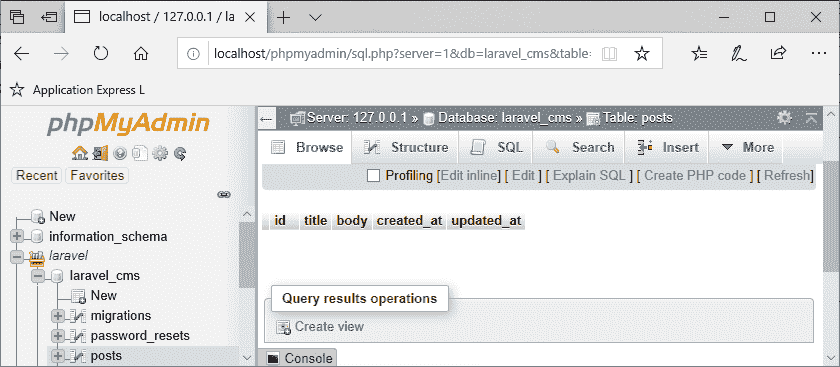 localhost / 127.0.0.1 / la
localhost/phpmyadmin/sql.php?server=1&db=laravel_cms&table=
Application Express L
phpMyAdmin
Recent Favorites
New
information_schema
laravel
laravel_cms
New
migrations
password_resets
posts
Server: 127.0.0.1 » Database: laravel_cms » Table: posts
Browse Structure SQL Search Insert More
Profiling [Edit inline] [ Edit ] [ Explain SQL ] [ Create PHP code ] [ Refresh]
id title body created_at updated_at
Query results operations
Create view
Console